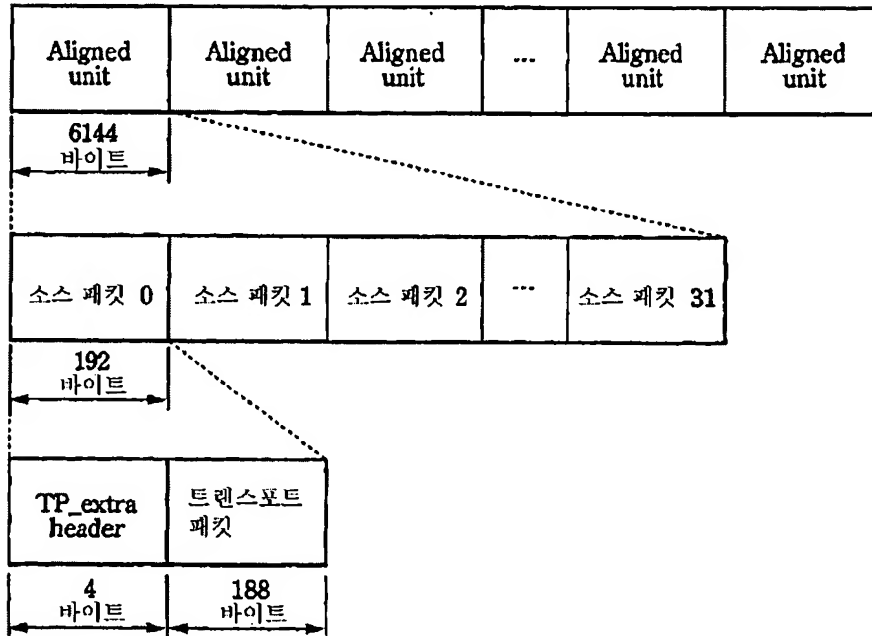 Aligned unit
Aligned unit
Aligned unit
...
Aligned unit
Aligned unit
6144
바이트
소스 패킷 0
소스 패킷 1
소스 패킷 2
...
소스 패킷 31
192
바이트
TP_extra header
트랜스포트 패킷
4
바이트
188
바이트